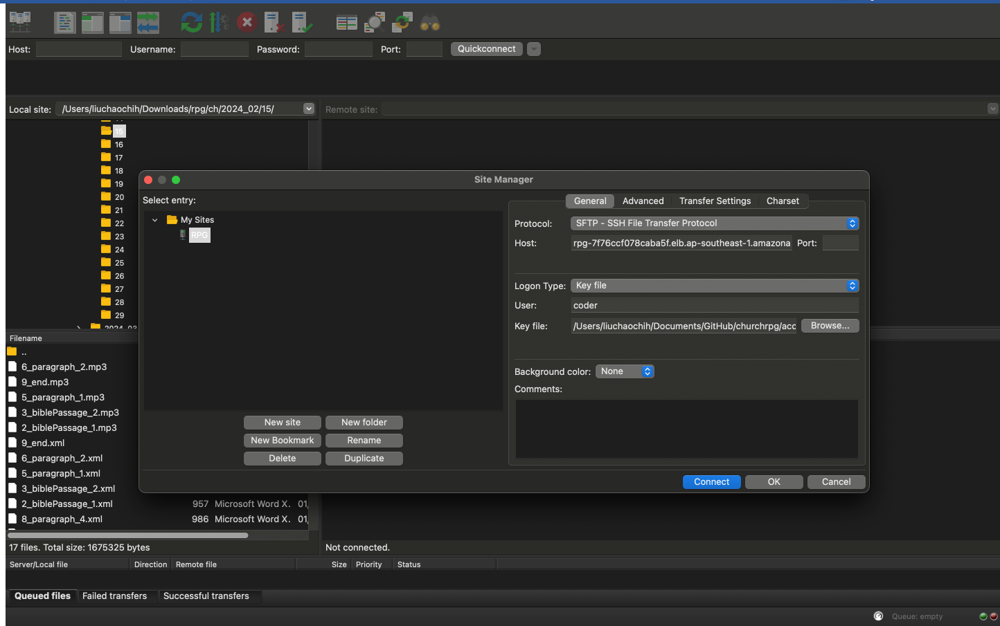 Host:
Username:
Password:
Port:
Quickconnect
Local site:
/Users/liuchaochih/Downloads/rpg/ch/2024_02/15/
Remote site:
15
16
17
18
19
20
21
22
23
24
25
26
27
28
29
2024_03
Filename
..
6_paragraph_2.mp3
9_end.mp3
5_paragraph_1.mp3
3_biblePassage_2.mp3
2_biblePassage_1.mp3
9_end.xml
6_paragraph_2.xml
5_paragraph_1.xml
3_biblePassage_2.xml
2_biblePassage_1.xml 957 Microsoft Word X. 01,
8_paragraph_4.xml 986 Microsoft Word X. 01,
17 files. Total size: 1675325 bytes
Not connected.
Site Manager
Select entry:
My Sites
RPG
New site
New folder
New Bookmark
Rename
Delete
Duplicate
General
Advanced
Transfer Settings
Charset
Protocol:
SFTP - SSH File Transfer Protocol
Host:
rpg-7f76ccf078caba5f.elb.ap-southeast-1.amazona
Port:
Logon Type:
Key file
User:
coder
Key file:
/Users/liuchaochih/Documents/GitHub/churchrpg/acc
Browse...
Background color:
None
Comments:
Connect
OK
Cancel
Server/Local file
Direction
Remote file
Size
Priority
Status
Queued files
Failed transfers
Successful transfers
Queue: empty